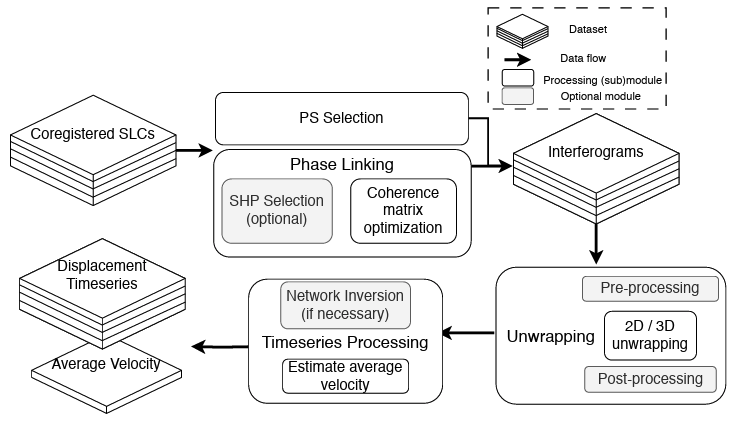 Dataset
Data flow
Processing (sub)module
Optional module
Coregistered SLCs
PS Selection
Phase Linking
SHP Selection
(optional)
Coherence
matrix
optimization
Interferograms
Displacement
Timeseries
Average Velocity
Network Inversion
(if necessary)
Timeseries Processing
Estimate average
velocity
Pre-processing
Unwrapping
2D / 3D
unwrapping
Post-processing